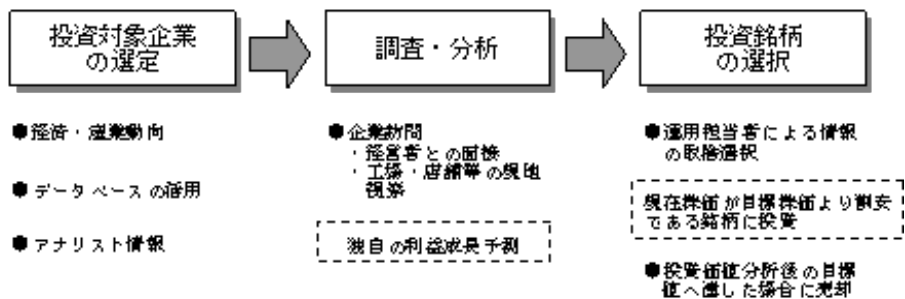 投資対象企業
の選定
調査・分析
投資銘柄
の選択
●経済・産業動向
●データベースの活用
●アナリスト情報
●企業訪問
・経営者との面接
・工場・店舗等の現地
視察
独自の利益成長予測
●運用担当者による情報
の取捨選択
現在株価が目標株価より割安
である銘柄に投資
●投資価値分析後の目標
値へ達した場合に売却